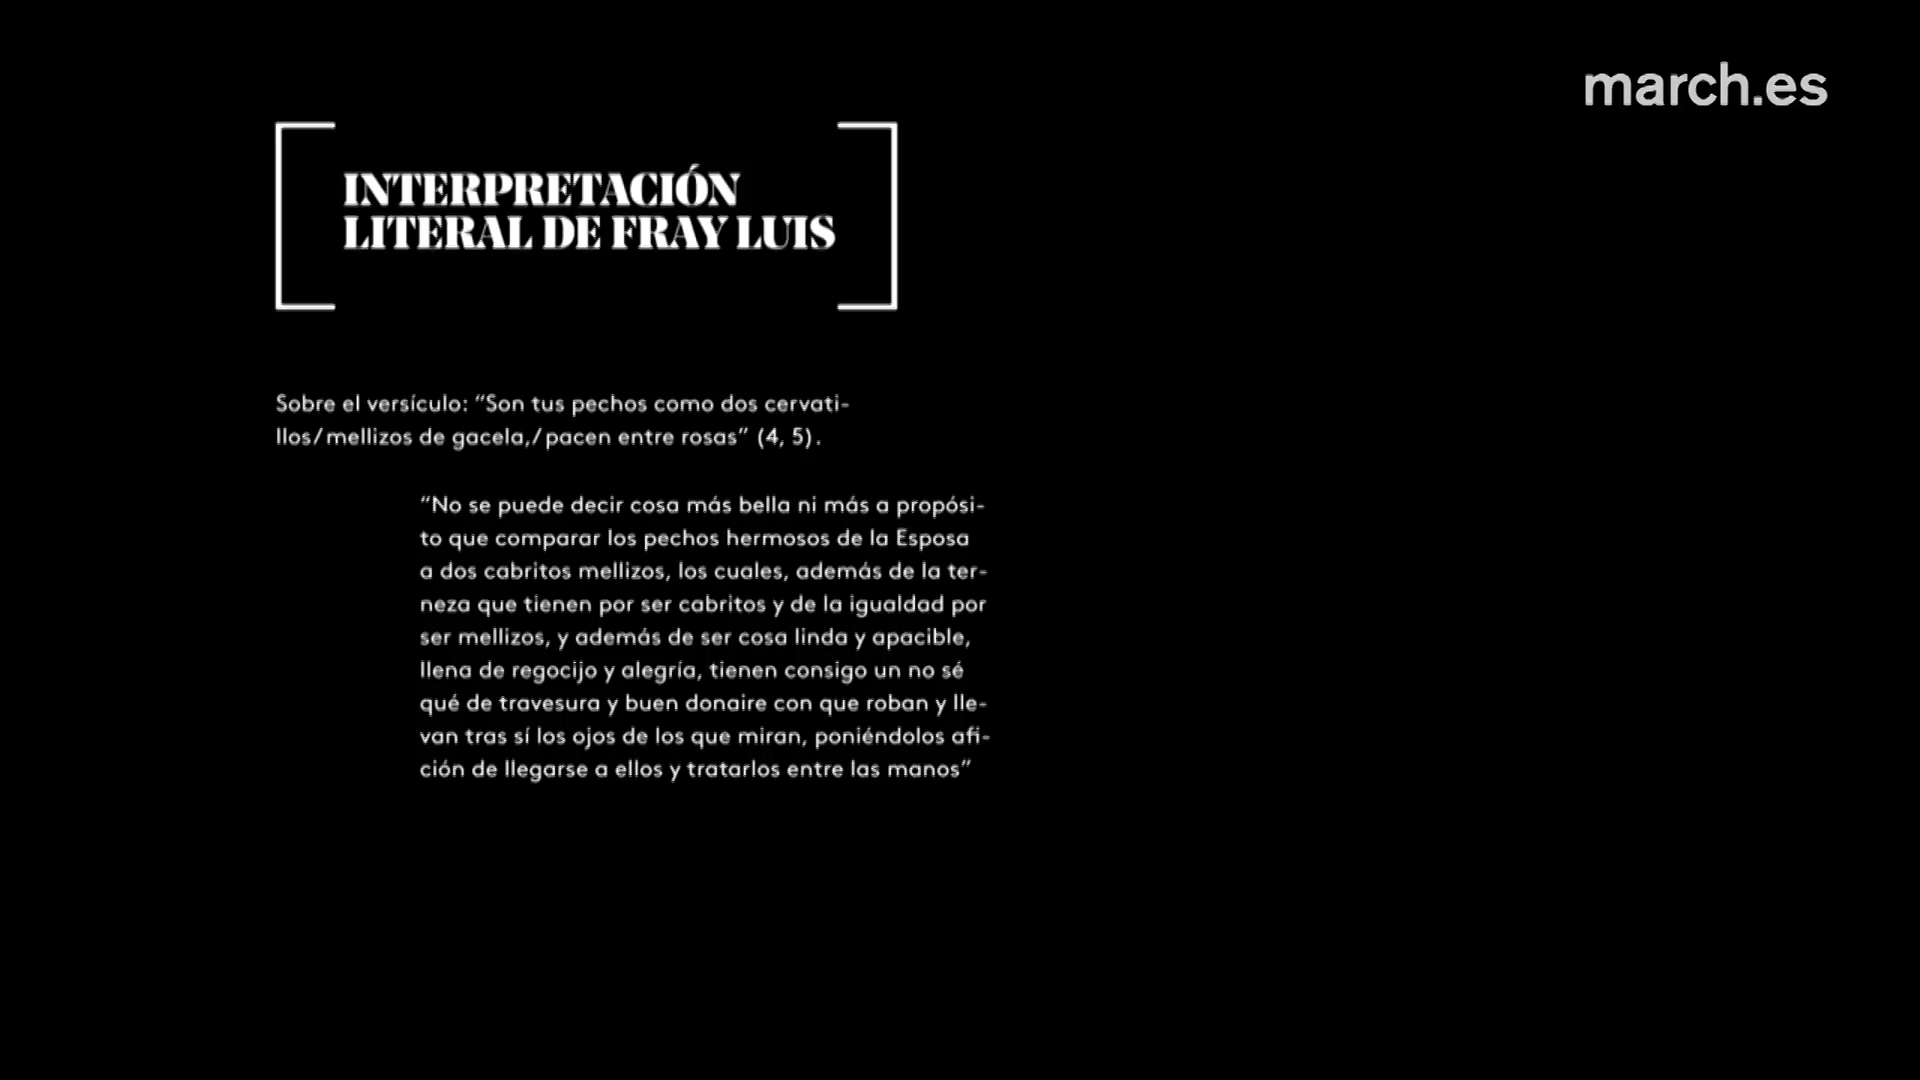 march.es
INTERPRETACIÓN
LITERAL DE FRAY LUIS
Sobre el versículo: “Son tus pechos como dos cervati-
llos/mellizos de gacela,/pacen entre rosas” (4, 5).
“No se puede decir cosa más bella ni más a propósi-
to que comparar los pechos hermosos de la Esposa
a dos cabritos mellizos, los cuales, además de la ter-
neza que tienen por ser cabritos y de la igualdad por
ser mellizos, y además de ser cosa linda y apacible,
llena de regocijo y alegría, tienen consigo un no sé
qué de travesura y buen donaire con que roban y lle-
van tras sí los ojos de los que miran, poniéndolos afi-
ción de llegarse a ellos y tratarlos entre las manos”